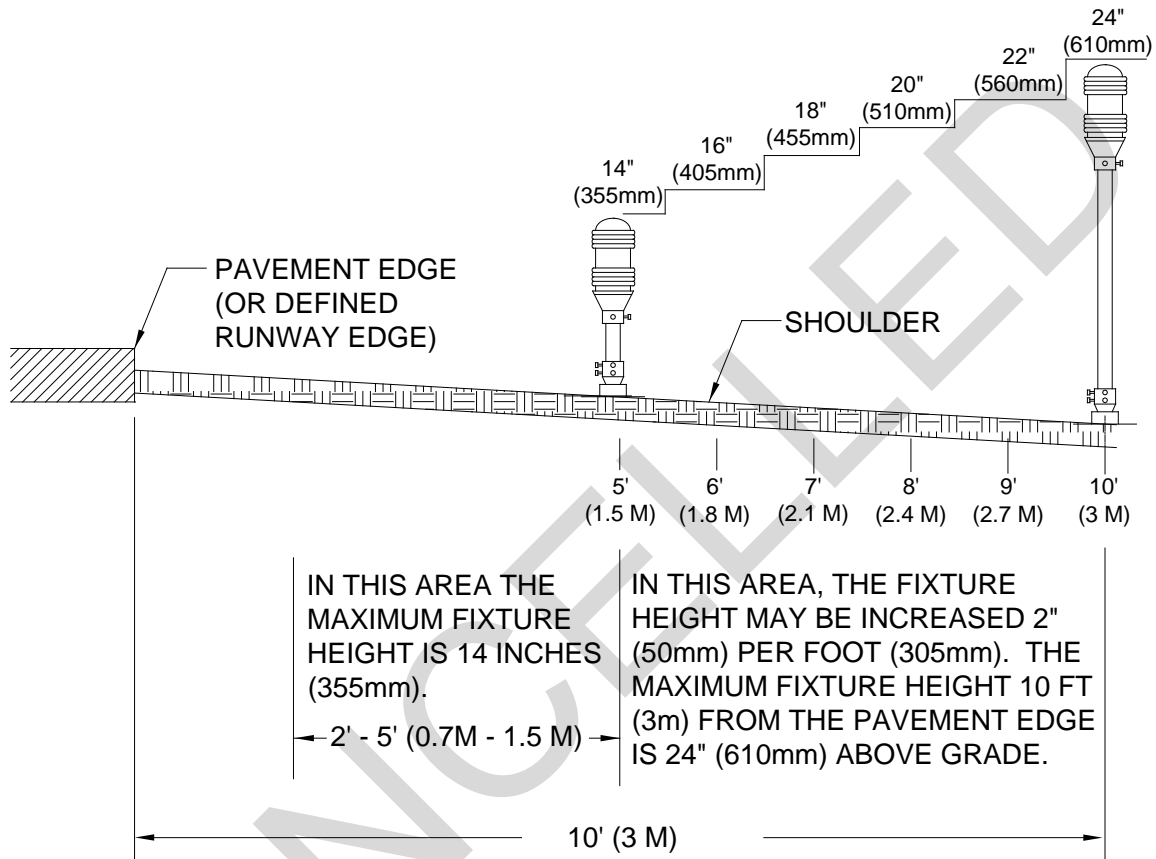 24"
(610mm)
22"
(560mm)
20"
(510mm)
18"
(455mm)
16"
(405mm)
14"
(355mm)
PAVEMENT EDGE
(OR DEFINED
RUNWAY EDGE)
SHOULDER
5'
(1.5 M)
6'
(1.8 M)
7'
(2.1 M)
8'
(2.4 M)
9'
(2.7 M)
10'
(3 M)
IN THIS AREA THE
MAXIMUM FIXTURE
HEIGHT IS 14 INCHES
(355mm).
2' - 5' (0.7M - 1.5 M)
IN THIS AREA, THE FIXTURE
HEIGHT MAY BE INCREASED 2"
(50mm) PER FOOT (305mm). THE
MAXIMUM FIXTURE HEIGHT 10 FT
(3m) FROM THE PAVEMENT EDGE
IS 24" (610mm) ABOVE GRADE.
10' (3 M)
NCELLED